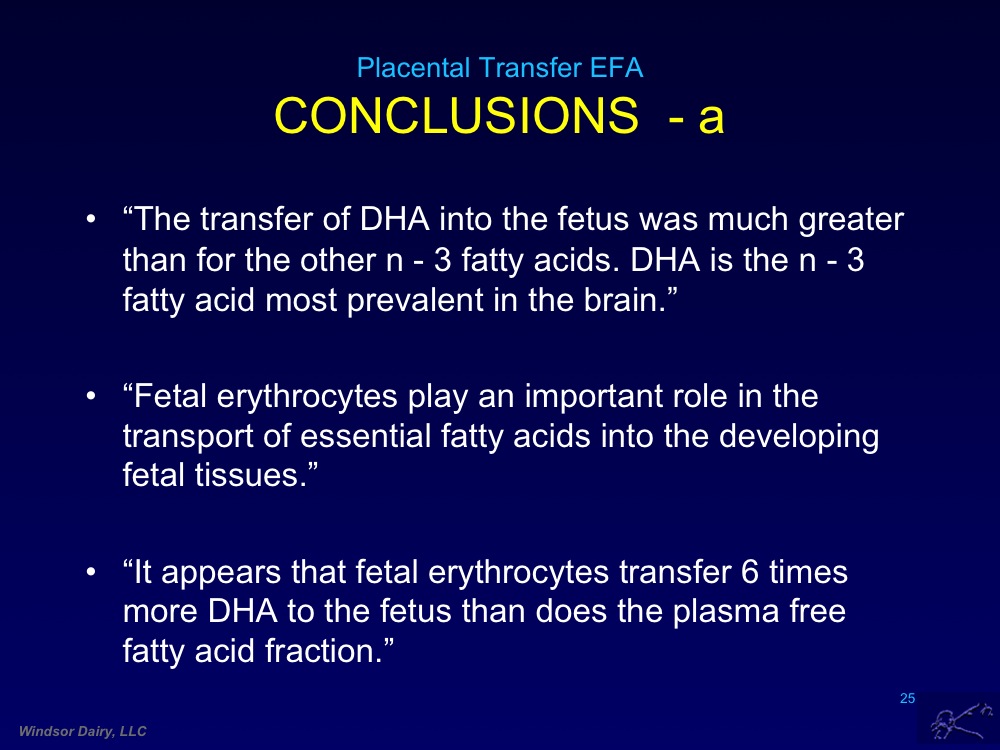 Placental Transfer EFA
CONCLUSIONS - a
• “The transfer of DHA into the fetus was much greater
than for the other n - 3 fatty acids. DHA is the n - 3
fatty acid most prevalent in the brain.”
• “Fetal erythrocytes play an important role in the
transport of essential fatty acids into the developing
fetal tissues.”
• “It appears that fetal erythrocytes transfer 6 times
more DHA to the fetus than does the plasma free
fatty acid fraction.”
25
Windsor Dairy, LLC